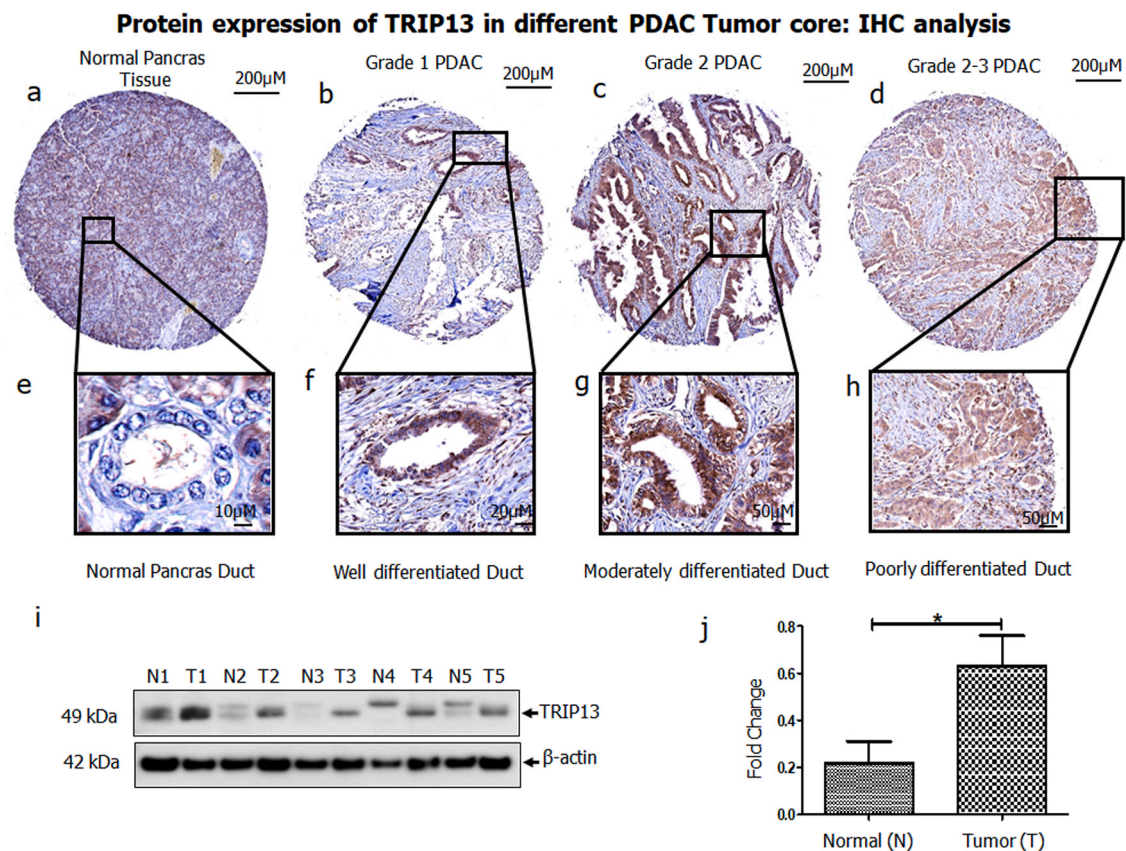 Protein expression of TRIP13 in different PDAC Tumor core: IHC analysis
Normal Pancras
Tissue
200µM
Grade 1 PDAC
200µM
Grade 2 PDAC
200µM
Grade 2-3 PDAC
200µM
a
b
c
d
e
f
g
h
10µM
20µM
50µM
50µM
Normal Pancras Duct
Well differentiated Duct
Moderately differentiated Duct
Poorly differentiated Duct
i
N1 T1 N2 T2 N3 T3 N4 T4 N5 T5
49 kDa
TRIP13
42 kDa
β-actin
j
*
Fold Change
0.8
0.6
0.4
0.2
0.0
Normal (N)
Tumor (T)